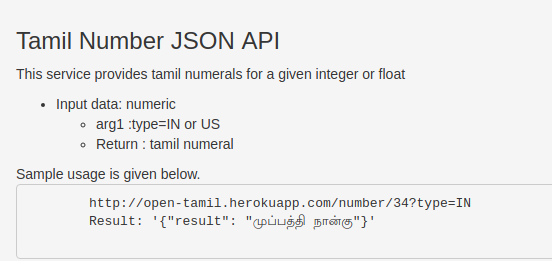 Tamil Number JSON API
This service provides tamil numerals for a given integer or float
Input data: numeric
arg1 :type=IN or US
Return : tamil numeral
Sample usage is given below.
http://open-tamil.herokuapp.com/number/34?type=IN
Result: '{"result": "முப்பத்தி நான்கு"}'